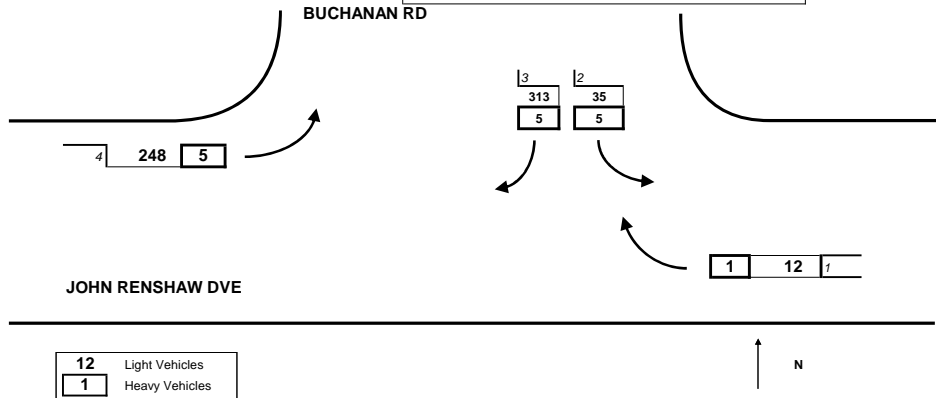 BUCHANAN RD
3 2
313 35
5 5
4 248 5
1 12 1
JOHN RENSHAW DVE
12 Light Vehicles
1 Heavy Vehicles
N